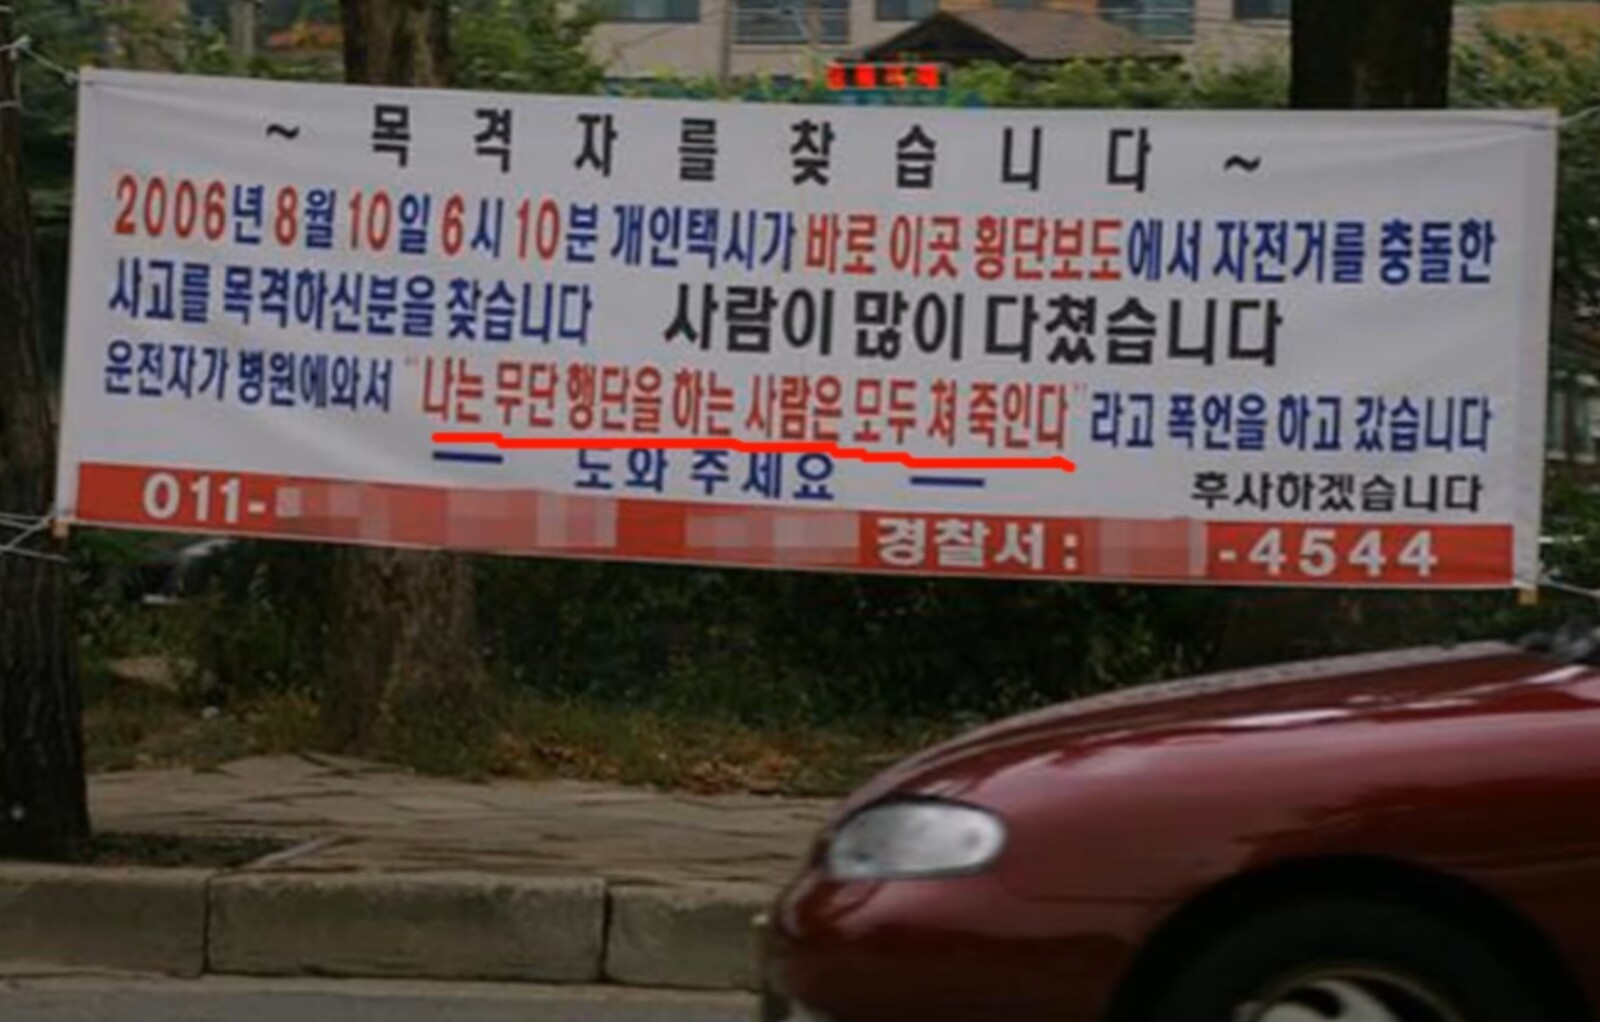 ~ 목격자를 찾습니다 ~
2006년 8월 10일 6시 10분 개인택시가 바로 이곳 횡단보도에서 자전거를 충돌한
사고를 목격하신분을 찾습니다 사람이 많이 다쳤습니다
운전자가 병원에와서 "나는 무단 행단을 하는 사람은 모두 쳐 죽인다" 라고 폭언을 하고 갔습니다
— 도와 주세요 — 후사하겠습니다
011- 경찰서: -4544